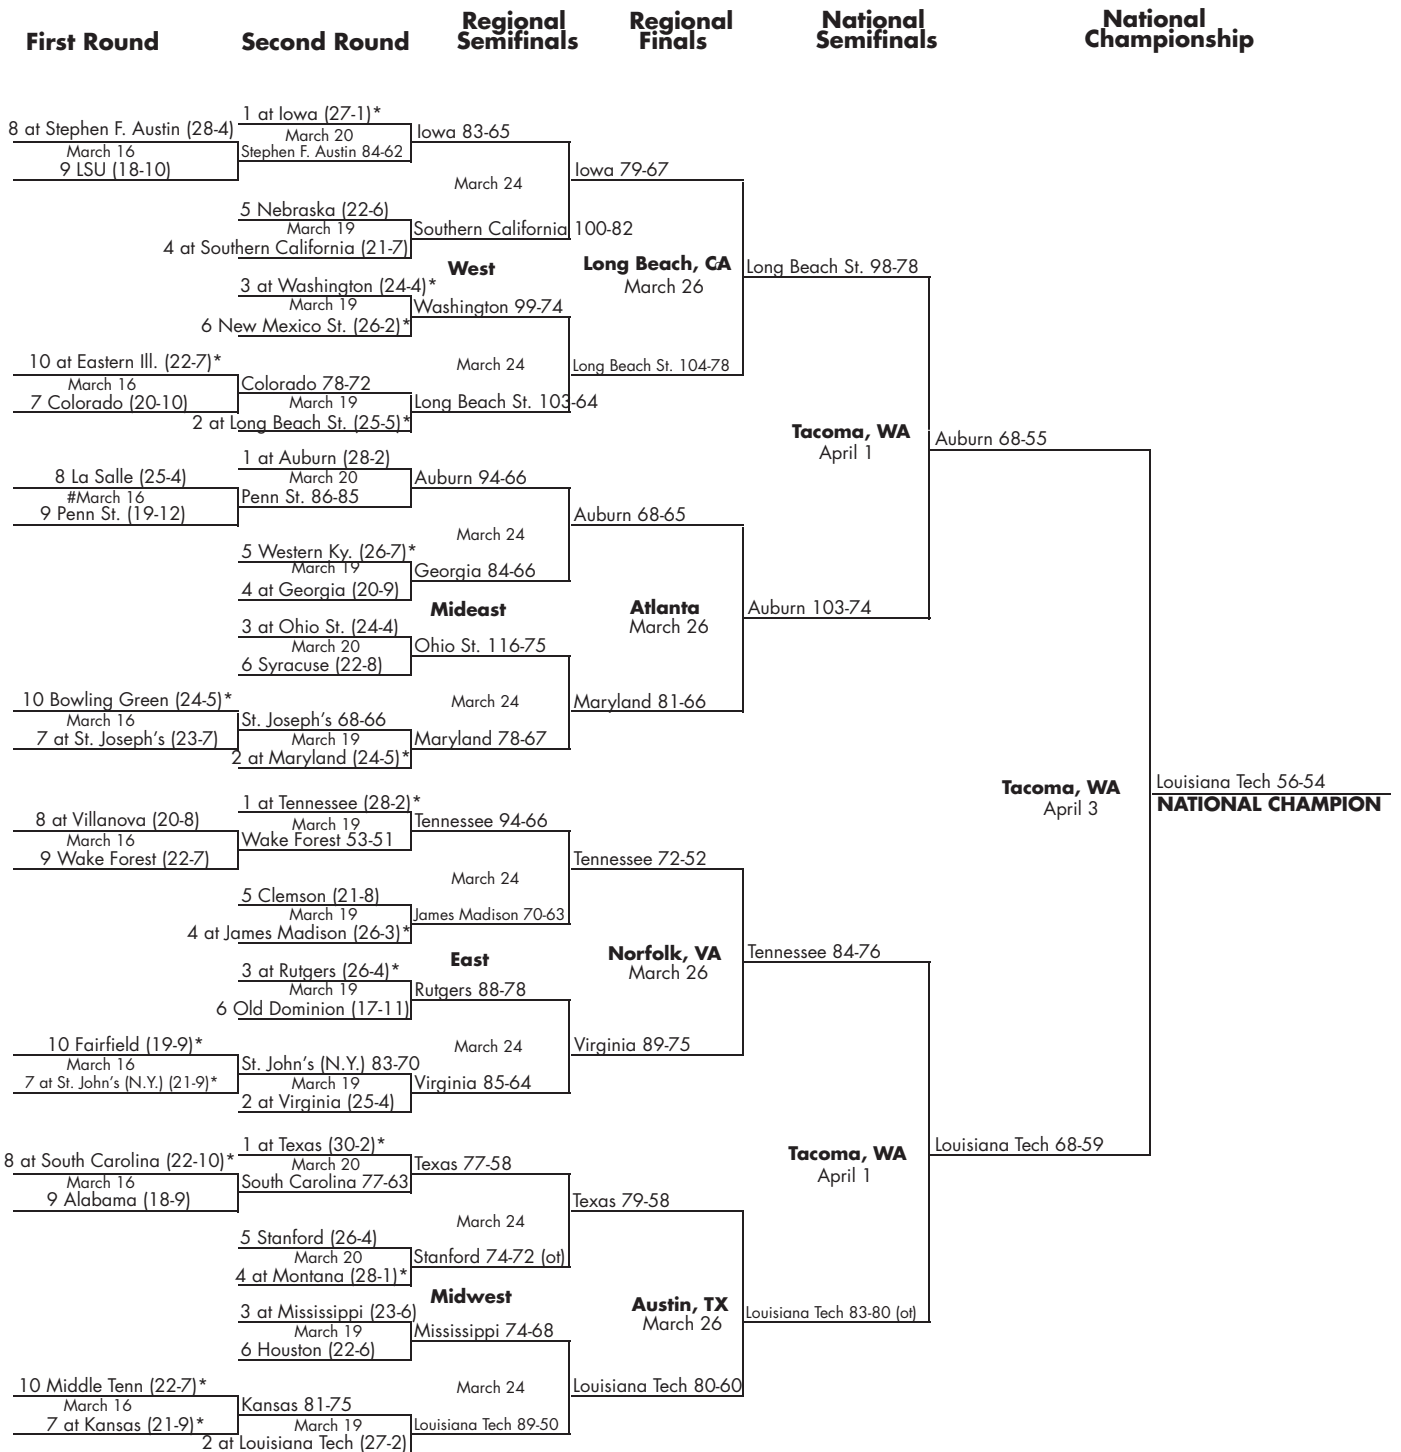 First Round
Second Round
Regional
Semifinals
Regional
Finals
National
Semifinals
National
Championship
8 at Stephen F. Austin (28-4)
March 16
9 LSU (18-10)
1 at Iowa (27-1)*
March 20
Stephen F. Austin 84-62
Iowa 83-65
March 24
Iowa 79-67
5 Nebraska (22-6)
March 19
4 at Southern California (21-7)
Southern California 100-82
West
Long Beach, CA
March 26
Long Beach St. 98-78
3 at Washington (24-4)*
March 19
6 New Mexico St. (26-2)*
Washington 99-74
March 24
Long Beach St. 104-78
10 at Eastern Ill. (22-7)*
March 16
7 Colorado (20-10)
Colorado 78-72
March 19
2 at Long Beach St. (25-5)*
Long Beach St. 103-64
Tacoma, WA
April 1
Auburn 68-55
8 La Salle (25-4)
#March 16
9 Penn St. (19-12)
1 at Auburn (28-2)
March 20
Penn St. 86-85
Auburn 94-66
March 24
Auburn 68-65
5 Western Ky. (26-7)*
March 19
4 at Georgia (20-9)
Georgia 84-66
Mideast
Atlanta
March 26
Auburn 103-74
3 at Ohio St. (24-4)
March 20
6 Syracuse (22-8)
Ohio St. 116-75
March 24
Maryland 81-66
10 Bowling Green (24-5)*
March 16
7 at St. Joseph's (23-7)
St. Joseph's 68-66
March 19
2 at Maryland (24-5)*
Maryland 78-67
Tacoma, WA
April 3
Louisiana Tech 56-54
NATIONAL CHAMPION
8 at Villanova (20-8)
March 16
9 Wake Forest (22-7)
1 at Tennessee (28-2)*
March 19
Wake Forest 53-51
Tennessee 94-66
March 24
Tennessee 72-52
5 Clemson (21-8)
March 19
4 at James Madison (26-3)*
James Madison 70-63
East
Norfolk, VA
March 26
Tennessee 84-76
3 at Rutgers (26-4)*
March 19
6 Old Dominion (17-11)
Rutgers 88-78
March 24
Virginia 89-75
10 Fairfield (19-9)*
March 16
7 at St. John's (N.Y.) (21-9)*
St. John's (N.Y.) 83-70
March 19
2 at Virginia (25-4)
Virginia 85-64
Tacoma, WA
April 1
Louisiana Tech 68-59
8 at South Carolina (22-10)*
March 16
9 Alabama (18-9)
1 at Texas (30-2)*
March 20
South Carolina 77-63
Texas 77-58
March 24
Texas 79-58
5 Stanford (26-4)
March 20
4 at Montana (28-1)*
Stanford 74-72 (ot)
Midwest
Austin, TX
March 26
Louisiana Tech 83-80 (ot)
3 at Mississippi (23-6)
March 19
6 Houston (22-6)
Mississippi 74-68
March 24
Louisiana Tech 80-60
10 Middle Tenn (22-7)*
March 16
7 at Kansas (21-9)*
Kansas 81-75
March 19
2 at Louisiana Tech (27-2)
Louisiana Tech 89-50